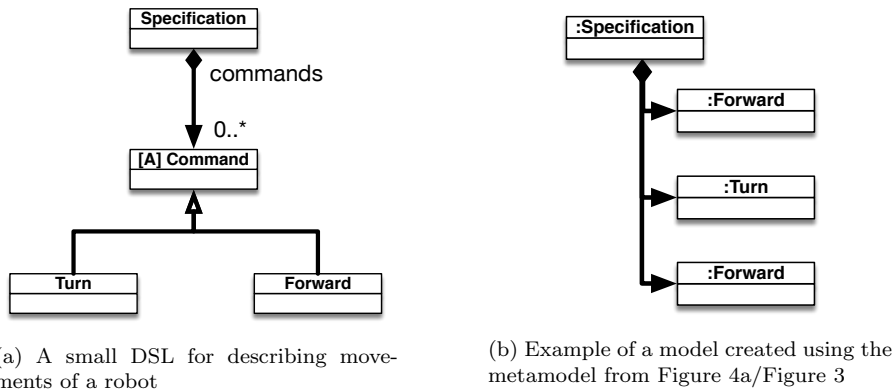 Specification
commands
0..*
[A] Command
Turn
Forward
(a) A small DSL for describing move-
ments of a robot
:Specification
:Forward
:Turn
:Forward
(b) Example of a model created using the
metamodel from Figure 4a/Figure 3